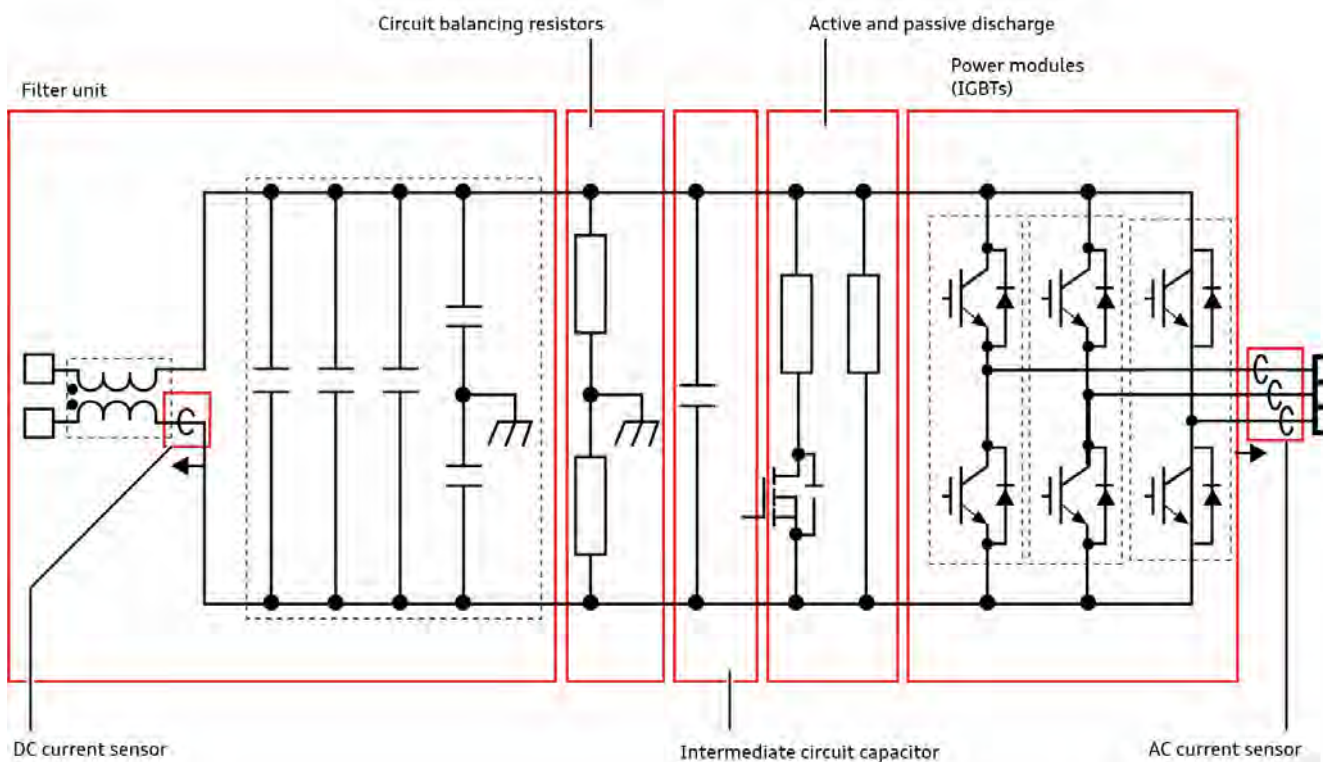 Circuit balancing resistors
Active and passive discharge
Filter unit
Power modules
(IGBTs)
DC current sensor
Intermediate circuit capacitor
AC current sensor